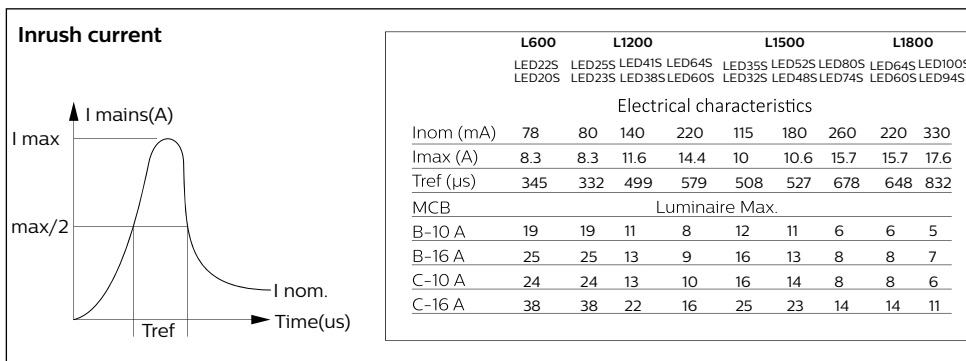 Inrush current
I mains(A)
I max
max/2
I nom.
Time(us)
Tref
L600 L1200 L1500 L1800
LED22S LED25S LED41S LED64S LED35S LED52S LED80S LED64S LED100S
LED20S LED23S LED38S LED60S LED32S LED48S LED74S LED60S LED94S
Electrical characteristics
Inom (mA) 78 80 140 220 115 180 260 220 330
Imax (A) 8.3 8.3 11.6 14.4 10 10.6 15.7 15.7 17.6
Tref (µs) 345 332 499 579 508 527 678 648 832
MCB Luminaire Max.
B-10 A 19 19 11 8 12 11 6 6 5
B-16 A 25 25 13 9 16 13 8 8 7
C-10 A 24 24 13 10 16 14 8 8 6
C-16 A 38 38 22 16 25 23 14 14 11